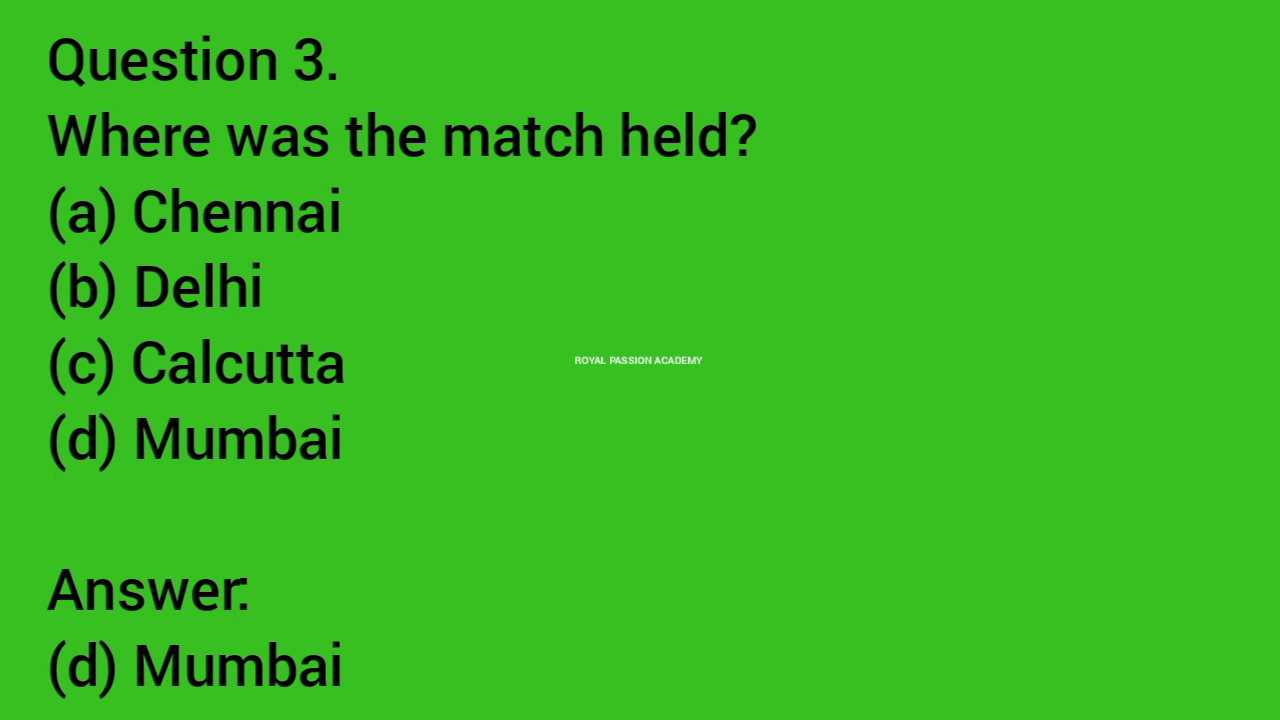 Question 3.
Where was the match held?
(a) Chennai
(b) Delhi
(c) Calcutta
ROYAL PASSION ACADEMY
(d) Mumbai
Answer:
(d) Mumbai